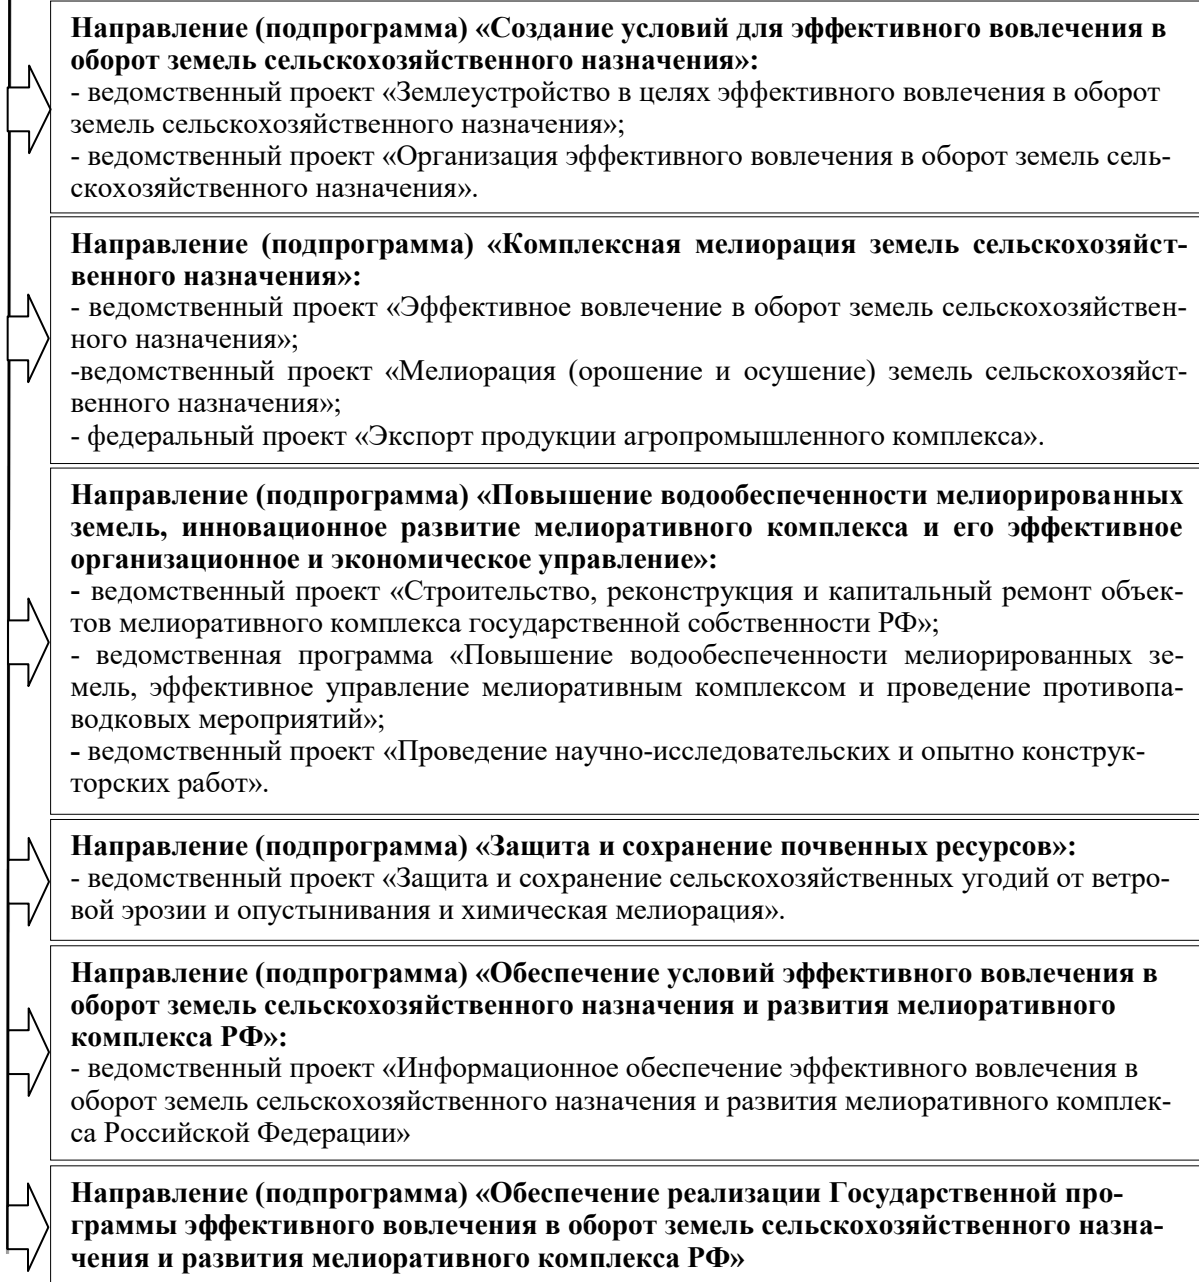 Направление (подпрограмма) «Создание условий для эффективного вовлечения в
оборот земель сельскохозяйственного назначения»:
- ведомственный проект «Землеустройство в целях эффективного вовлечения в оборот
земель сельскохозяйственного назначения»;
- ведомственный проект «Организация эффективного вовлечения в оборот земель сель-
скохозяйственного назначения».
Направление (подпрограмма) «Комплексная мелиорация земель сельскохозяйст-
венного назначения»:
- ведомственный проект «Эффективное вовлечение в оборот земель сельскохозяйствен-
ного назначения»;
-ведомственный проект «Мелиорация (орошение и осушение) земель сельскохозяйст-
венного назначения»;
- федеральный проект «Экспорт продукции агропромышленного комплекса».
Направление (подпрограмма) «Повышение водообеспеченности мелиорированных
земель, инновационное развитие мелиоративного комплекса и его эффективное
организационное и экономическое управление»:
- ведомственный проект «Строительство, реконструкция и капитальный ремонт объек-
тов мелиоративного комплекса государственной собственности РФ»;
- ведомственная программа «Повышение водообеспеченности мелиорированных зе-
мель, эффективное управление мелиоративным комплексом и проведение противопа-
водковых мероприятий»;
- ведомственный проект «Проведение научно-исследовательских и опытно конструк-
торских работ».
Направление (подпрограмма) «Защита и сохранение почвенных ресурсов»:
- ведомственный проект «Защита и сохранение сельскохозяйственных угодий от ветро-
вой эрозии и опустынивания и химическая мелиорация».
Направление (подпрограмма) «Обеспечение условий эффективного вовлечения в
оборот земель сельскохозяйственного назначения и развития мелиоративного
комплекса РФ»:
- ведомственный проект «Информационное обеспечение эффективного вовлечения в
оборот земель сельскохозяйственного назначения и развития мелиоративного комплек-
са Российской Федерации»
Направление (подпрограмма) «Обеспечение реализации Государственной про-
граммы эффективного вовлечения в оборот земель сельскохозяйственного назна-
чения и развития мелиоративного комплекса РФ»